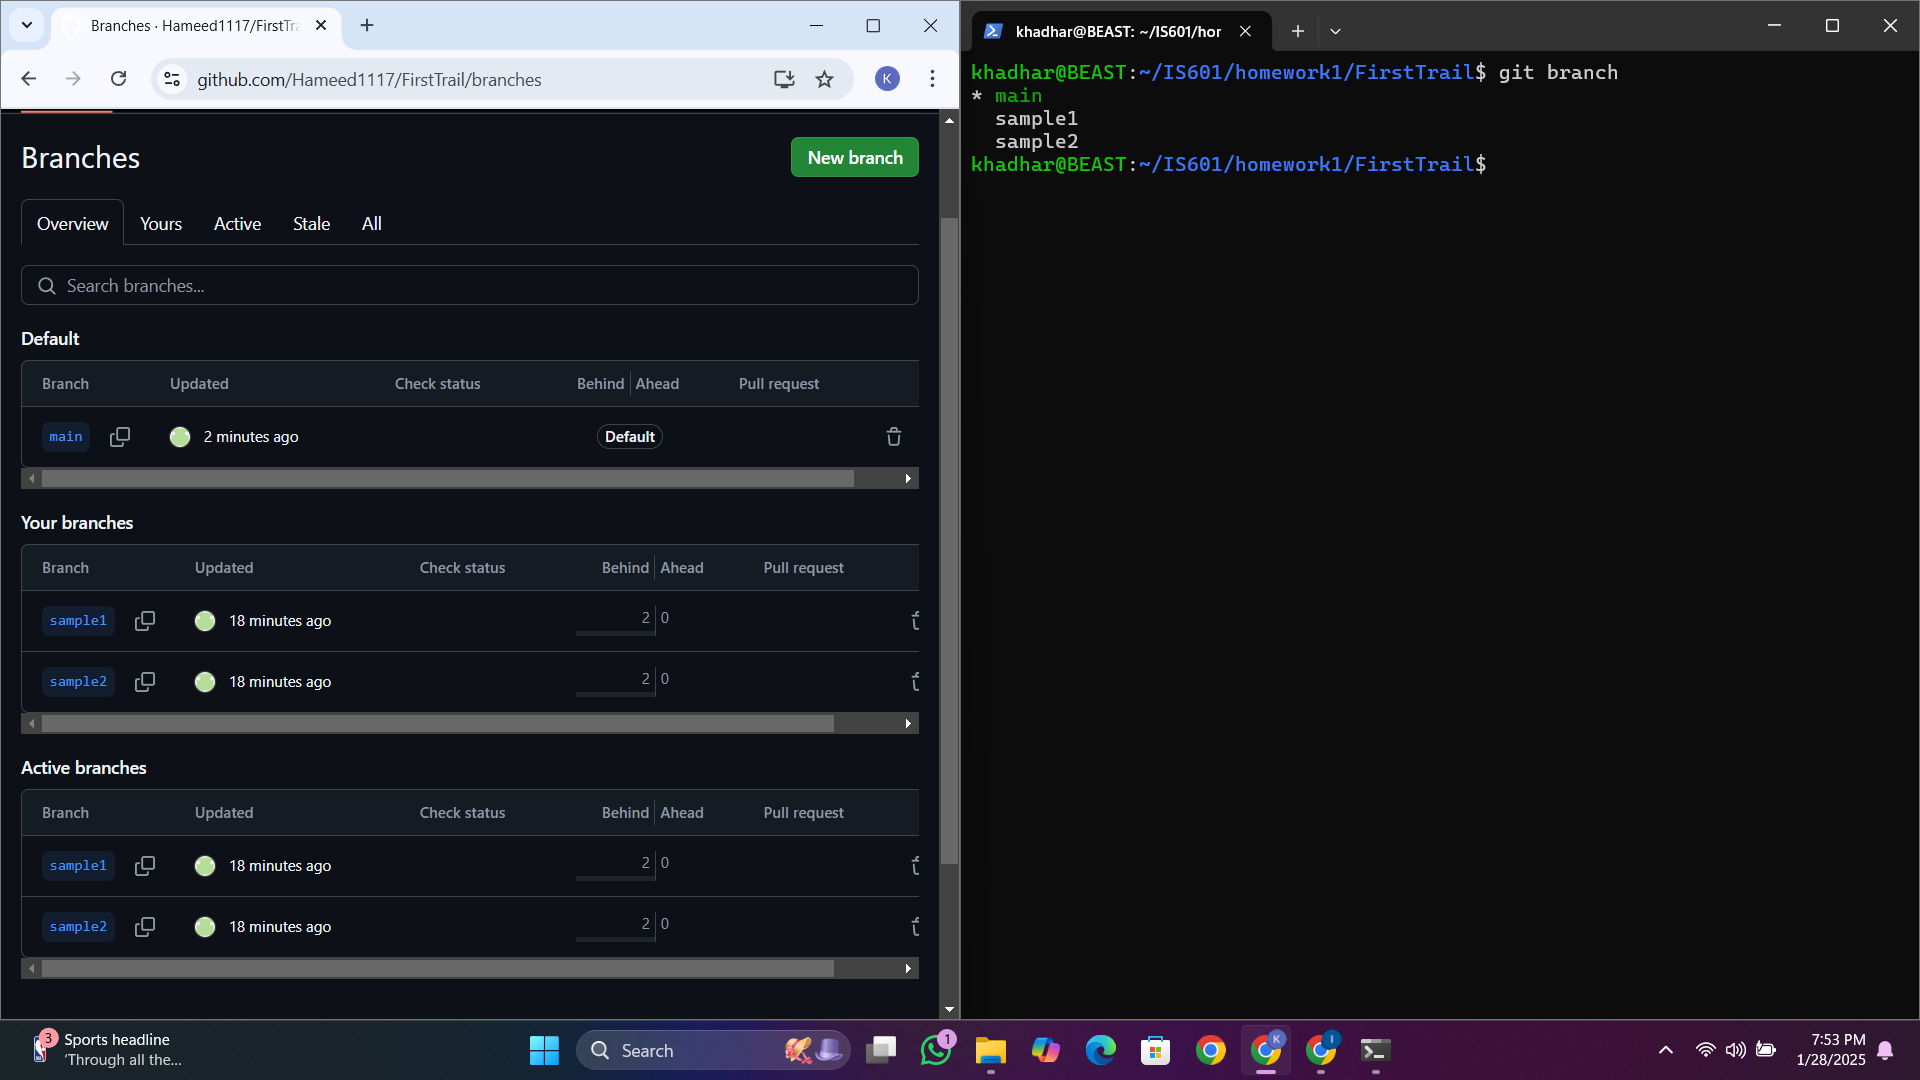 Branches · Hameed1117/FirstTra
github.com/Hameed1117/FirstTrail/branches
K
Branches
New branch
Overview Yours Active Stale All
Search branches...
Default
Branch Updated Check status Behind Ahead Pull request
main 2 minutes ago Default
Your branches
Branch Updated Check status Behind Ahead Pull request
sample1 18 minutes ago 2 0
sample2 18 minutes ago 2 0
Active branches
Branch Updated Check status Behind Ahead Pull request
sample1 18 minutes ago 2 0
sample2 18 minutes ago 2 0
khadhar@BEAST: ~/IS601/hor
khadhar@BEAST:~/IS601/homework1/FirstTrail$ git branch
* main
sample1
sample2
khadhar@BEAST:~/IS601/homework1/FirstTrail$
3
Sports headline
'Through all the...
Search
1
K
I
7:53 PM
1/28/2025